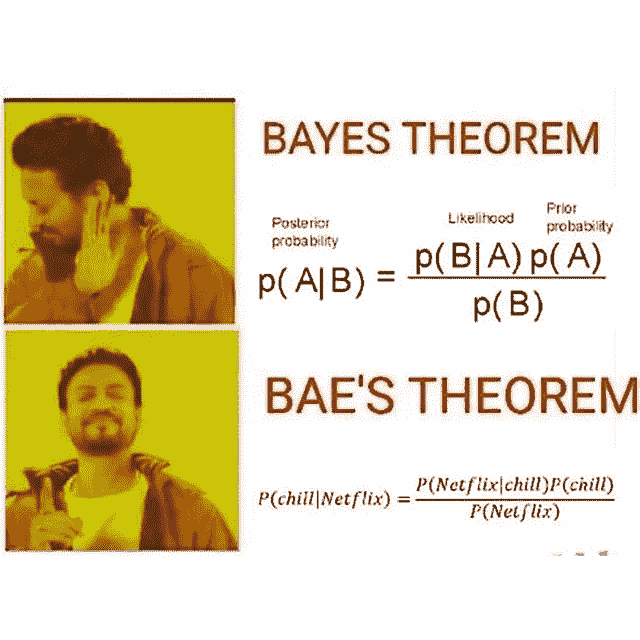 BAYES THEOREM
Posterior
probability
Likelihood
Prior
probability
p(A|B) = p(B|A) p(A)
p(B)
BAE'S THEOREM
P(chill|Netflix) = P(Netflix|chill)P(chill)
P(Netflix)